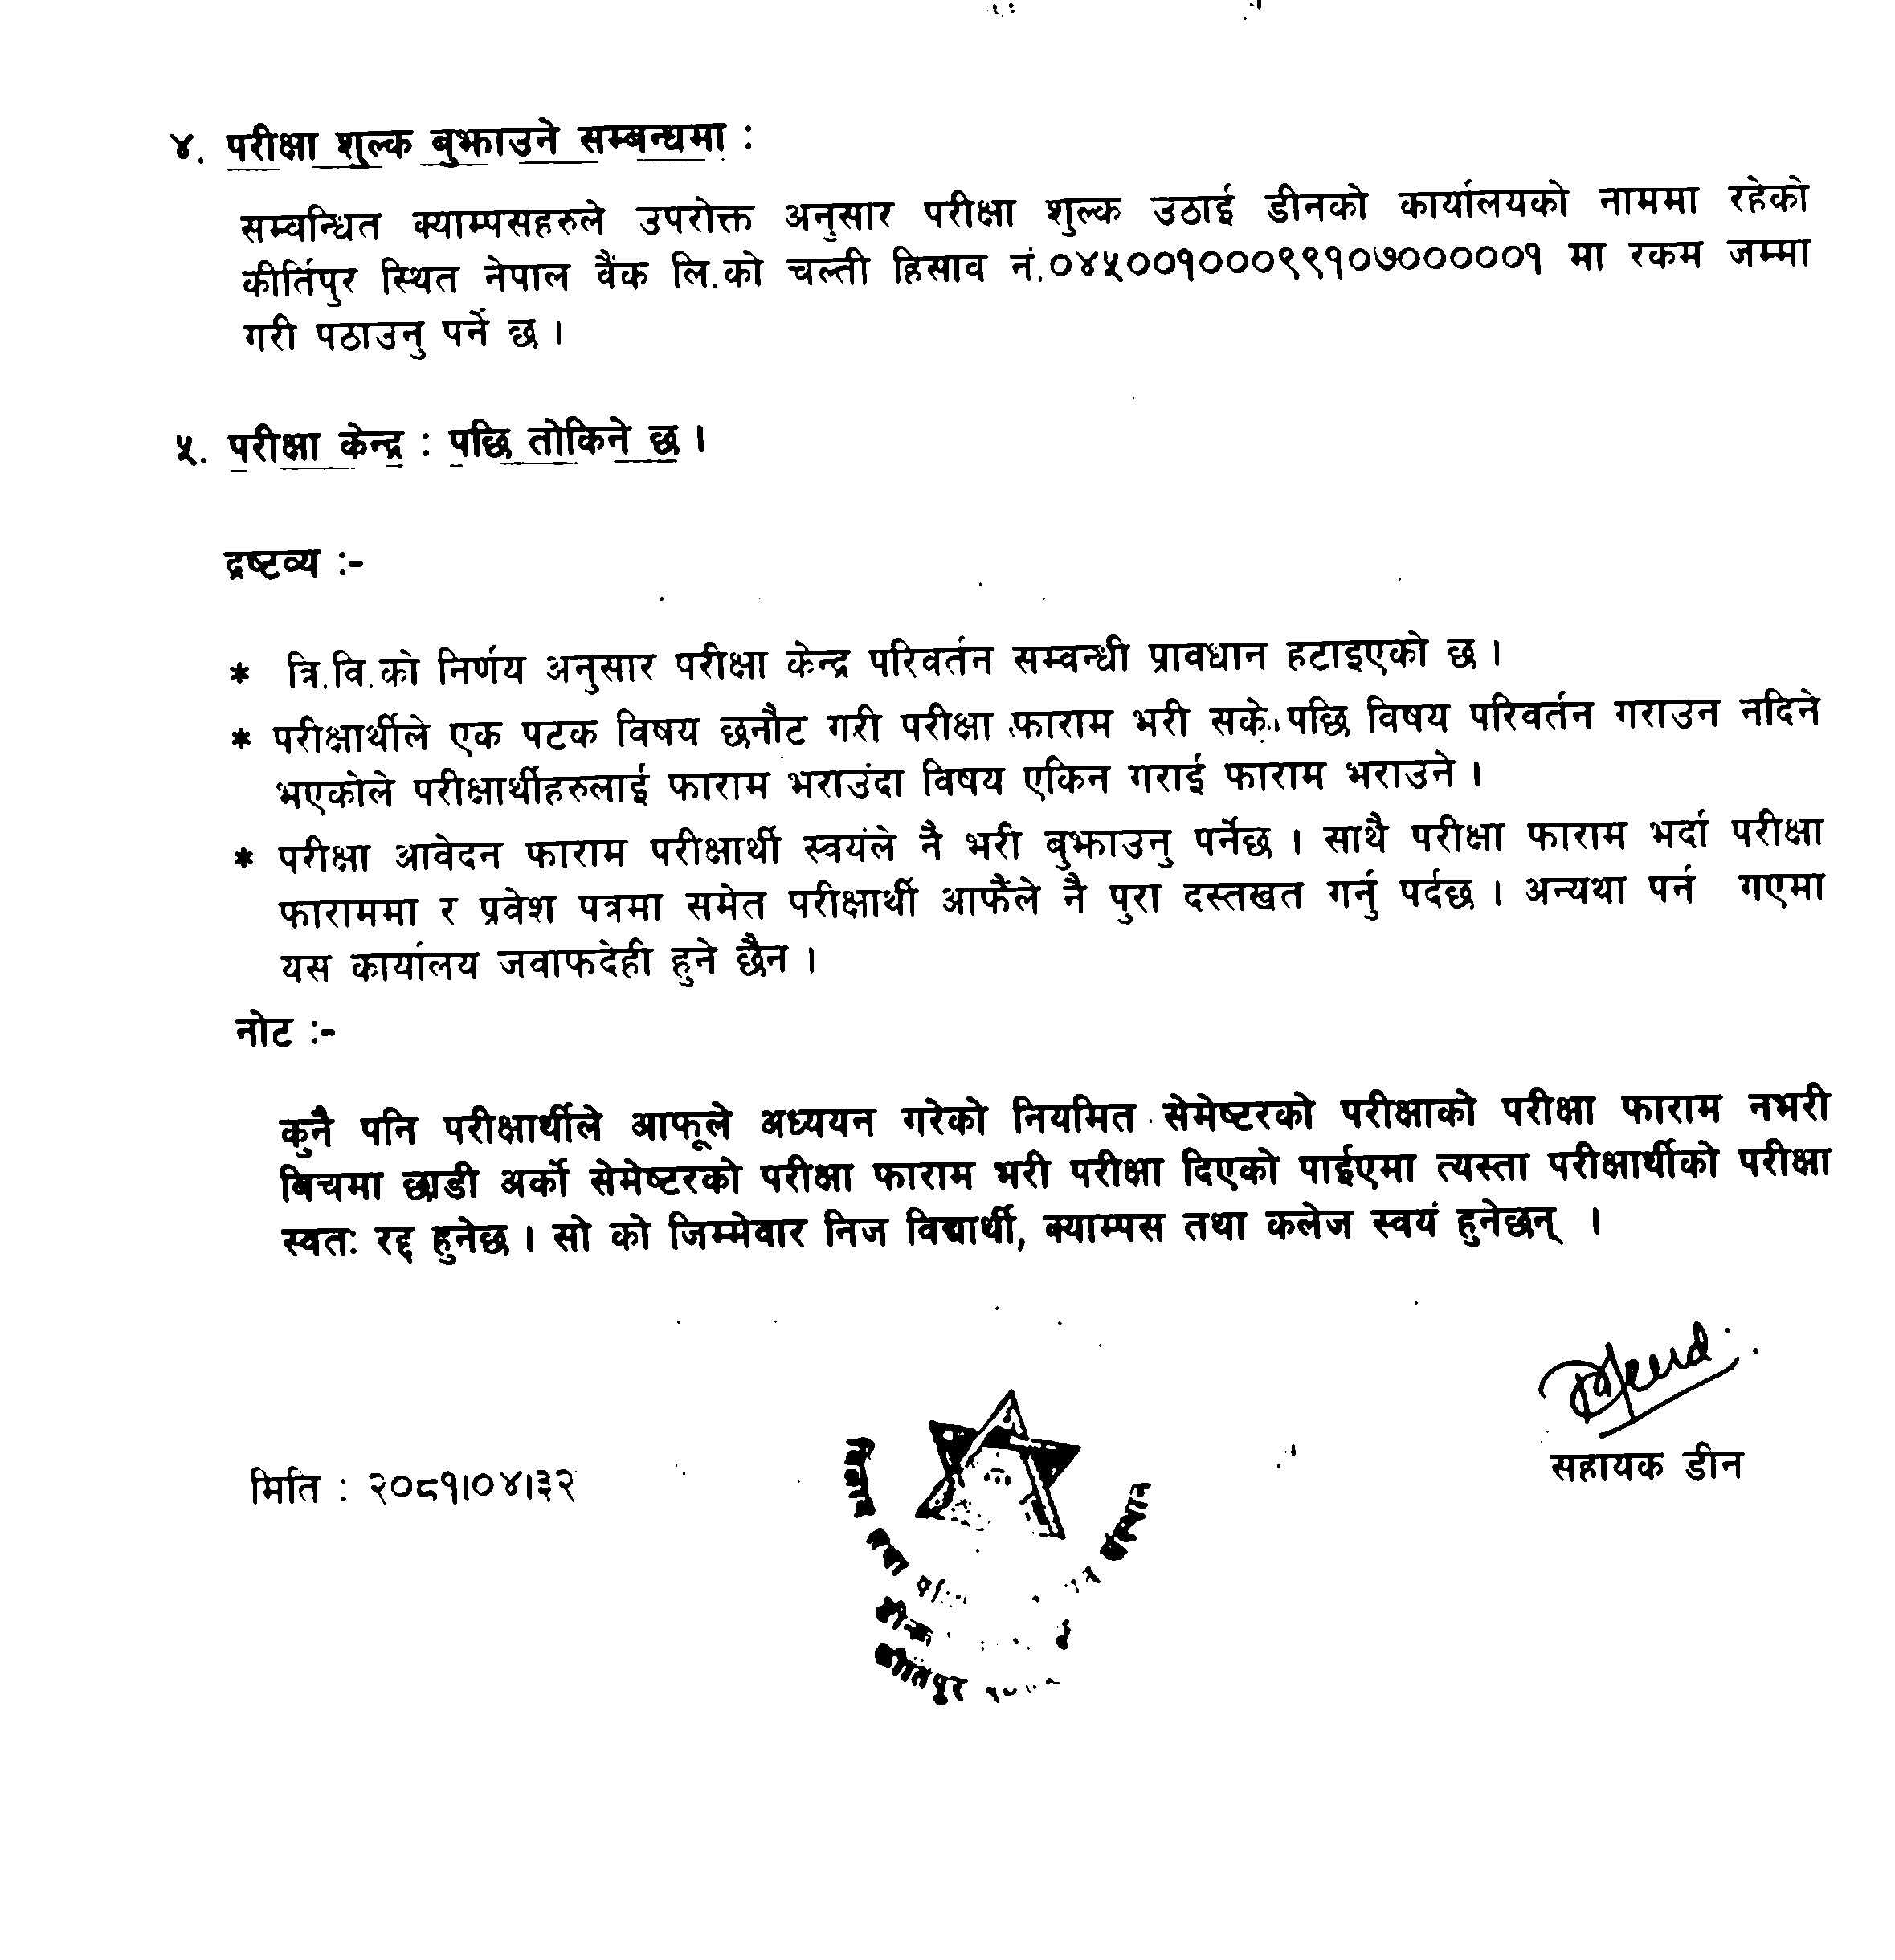 ४. परीक्षा शुल्क बुझाउने सम्बन्धमा :
सम्वन्धित क्याम्पसहरुले उपरोक्त अनुसार परीक्षा शुल्क उठाई डीनको कार्यालयको नाममा रहेको
कीर्तिपुर स्थित नेपाल वैंक लि.को चल्ती हिसाव नं.०४५००१०००९९१०७००००००१ मा रकम जम्मा
गरी पठाउनु पर्ने छ ।
५. परीक्षा केन्द्र : पछि तोकिने छ ।
द्रष्टव्य :-
* त्रि.वि.को निर्णय अनुसार परीक्षा केन्द्र परिवर्तन सम्वन्धी प्रावधान हटाइएको छ ।
* परीक्षार्थीले एक पटक विषय छनौट गरी परीक्षा फाराम भरी सके पछि विषय परिवर्तन गराउन नदिने
भएकोले परीक्षार्थीहरुलाई फाराम भराउंदा विषय एकिन गराई फाराम भराउने ।
* परीक्षा आवेदन फाराम परीक्षार्थी स्वयंले नै भरी बुझाउनु पर्नेछ । साथै परीक्षा फाराम भर्दा परीक्षा
फाराममा र प्रवेश पत्रमा समेत परीक्षार्थी आफैंले नै पुरा दस्तखत गर्नु पर्दछ । अन्यथा पर्न गएमा
यस कार्यालय जवाफदेही हुने छैन ।
नोट :-
कुनै पनि परीक्षार्थीले आफूले अध्ययन गरेको नियमित सेमेष्टरको परीक्षाको परीक्षा फाराम नभरी
बिचमा छाडी अर्को सेमेष्टरको परीक्षा फाराम भरी परीक्षा दिएको पाईएमा त्यस्ता परीक्षार्थीको परीक्षा
स्वतः रद्द हुनेछ । सो को जिम्मेवार निज विद्यार्थी, क्याम्पस तथा कलेज स्वयं हुनेछन् ।
सहायक डीन
मिति : २०८१।०४।३२
कीर्तिपुर